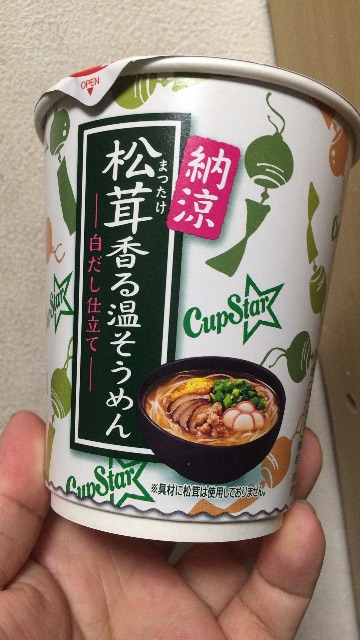 OPEN
納涼
まつたけ
松茸香る温そうめん
白だし仕立て
CupStar
CupStar
※具材に松茸は使用しておりません。